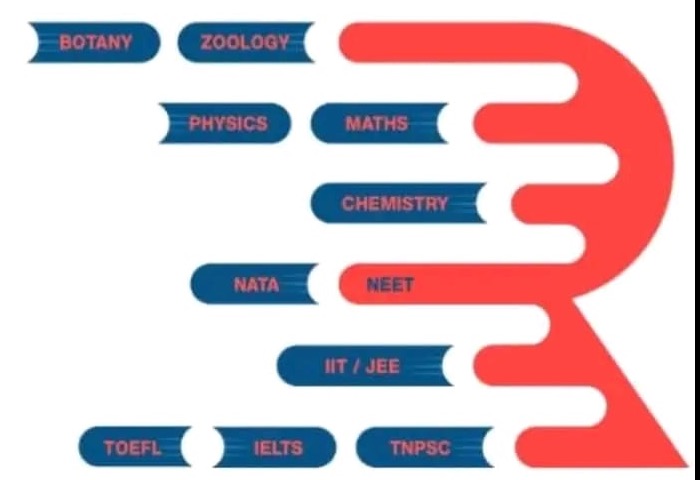 BOTANY ZOOLOGY
PHYSICS MATHS
CHEMISTRY
NATA NEET
IIT / JEE
TOEFL IELTS TNPSC